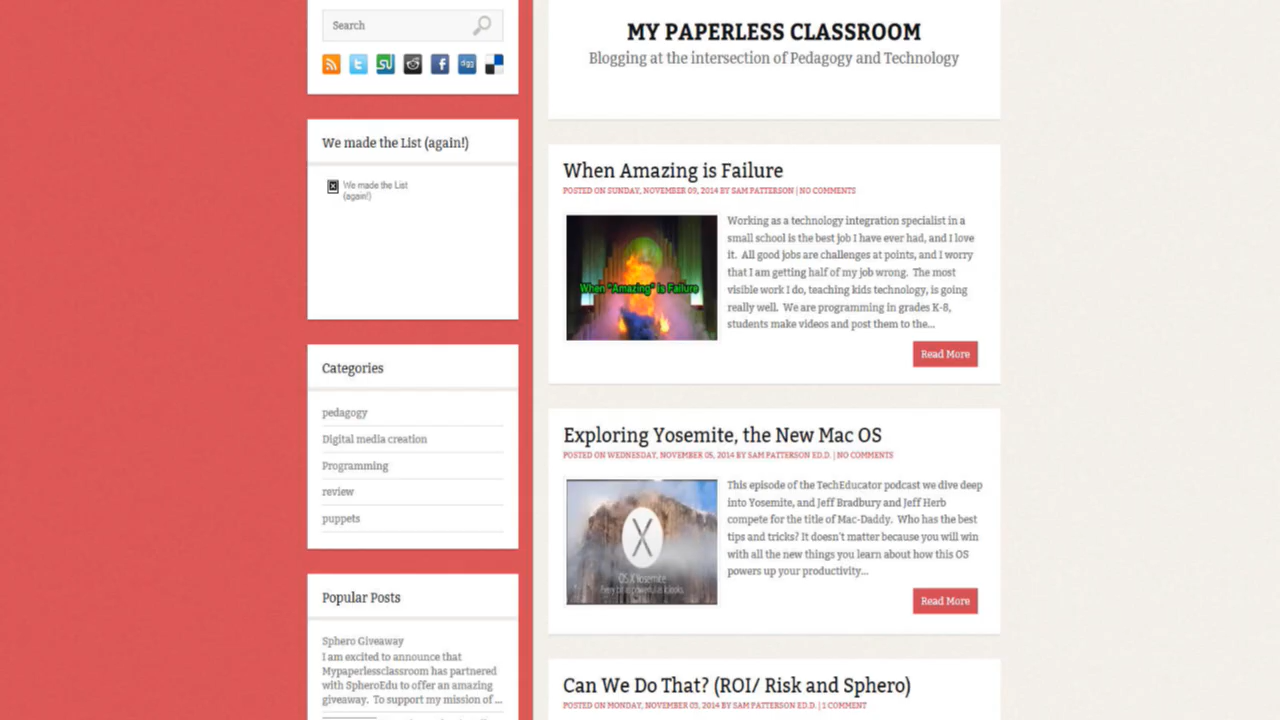 Search
We made the List (again!)
We made the List
(again!)
Categories
pedagogy
Digital media creation
Programming
review
puppets
Popular Posts
Sphero Giveaway
I am excited to announce that
Mypaperlessclassroom has partnered
with SpheroEdu to offer an amazing
giveaway. To support my mission of ...
MY PAPERLESS CLASSROOM
Blogging at the intersection of Pedagogy and Technology
When Amazing is Failure
POSTED ON SUNDAY, NOVEMBER 09, 2014 BY SAM PATTERSON | NO COMMENTS
When "Amazing" is Failure
Working as a technology integration specialist in a
small school is the best job I have ever had, and I love
it. All good jobs are challenges at points, and I worry
that I am getting half of my job wrong. The most
visible work I do, teaching kids technology, is going
really well. We are programming in grades K-8,
students make videos and post them to the...
Read More
Exploring Yosemite, the New Mac OS
POSTED ON WEDNESDAY, NOVEMBER 05, 2014 BY SAM PATTERSON ED.D. | NO COMMENTS
X
OS X Yosemite
This episode of the TechEducator podcast we dive deep
into Yosemite, and Jeff Bradbury and Jeff Herb
compete for the title of Mac-Daddy. Who has the best
tips and tricks? It doesn't matter because you will win
with all the new things you learn about how this OS
powers up your productivity...
Read More
Can We Do That? (ROI/ Risk and Sphero)
POSTED ON MONDAY, NOVEMBER 03, 2014 BY SAM PATTERSON ED.D. | 1 COMMENT